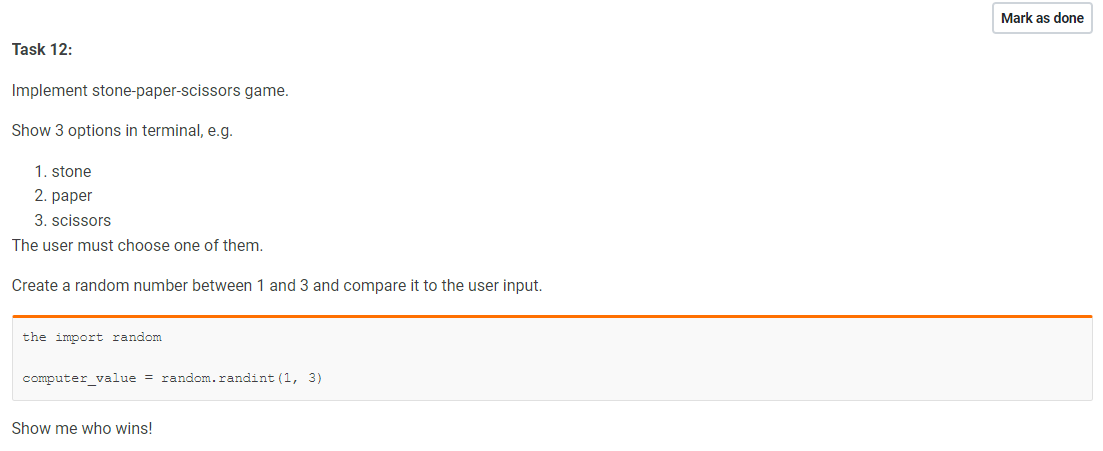 Mark as done
Task 12:
Implement stone-paper-scissors game.
Show 3 options in terminal, e.g.
1. stone
2. paper
3. scissors
The user must choose one of them.
Create a random number between 1 and 3 and compare it to the user input.
the import random
computer_value = random.randint(1, 3)
Show me who wins!